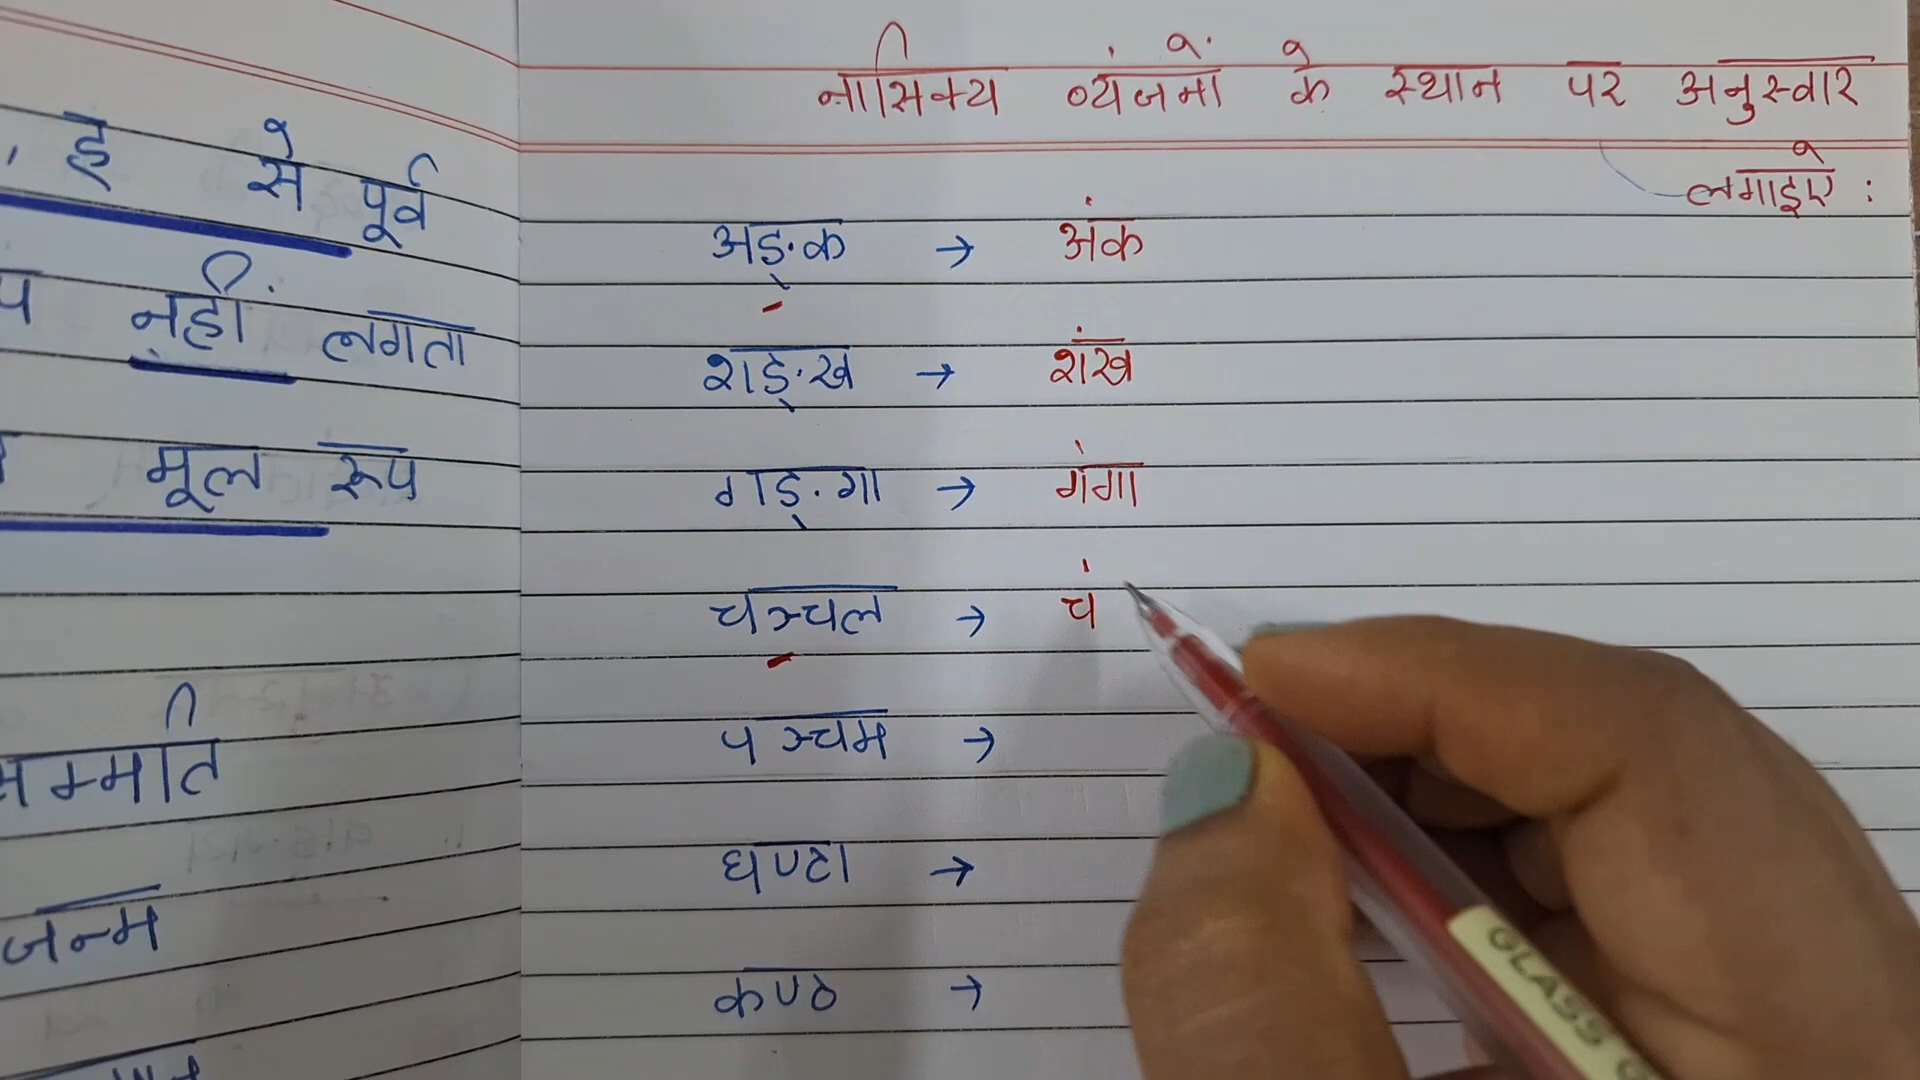 , ह से पूर्व
प नहीं लगता
मूल रूप
सम्मति
जन्म
नासिक्य व्यंजनों के स्थान पर अनुस्वार
लगाइए :
अङ्क → अंक
शङ्ख → शंख
गङ्गा → गंगा
चञ्चल → चं
पञ्चम →
घण्टा →
कण्ठ →
GLASS